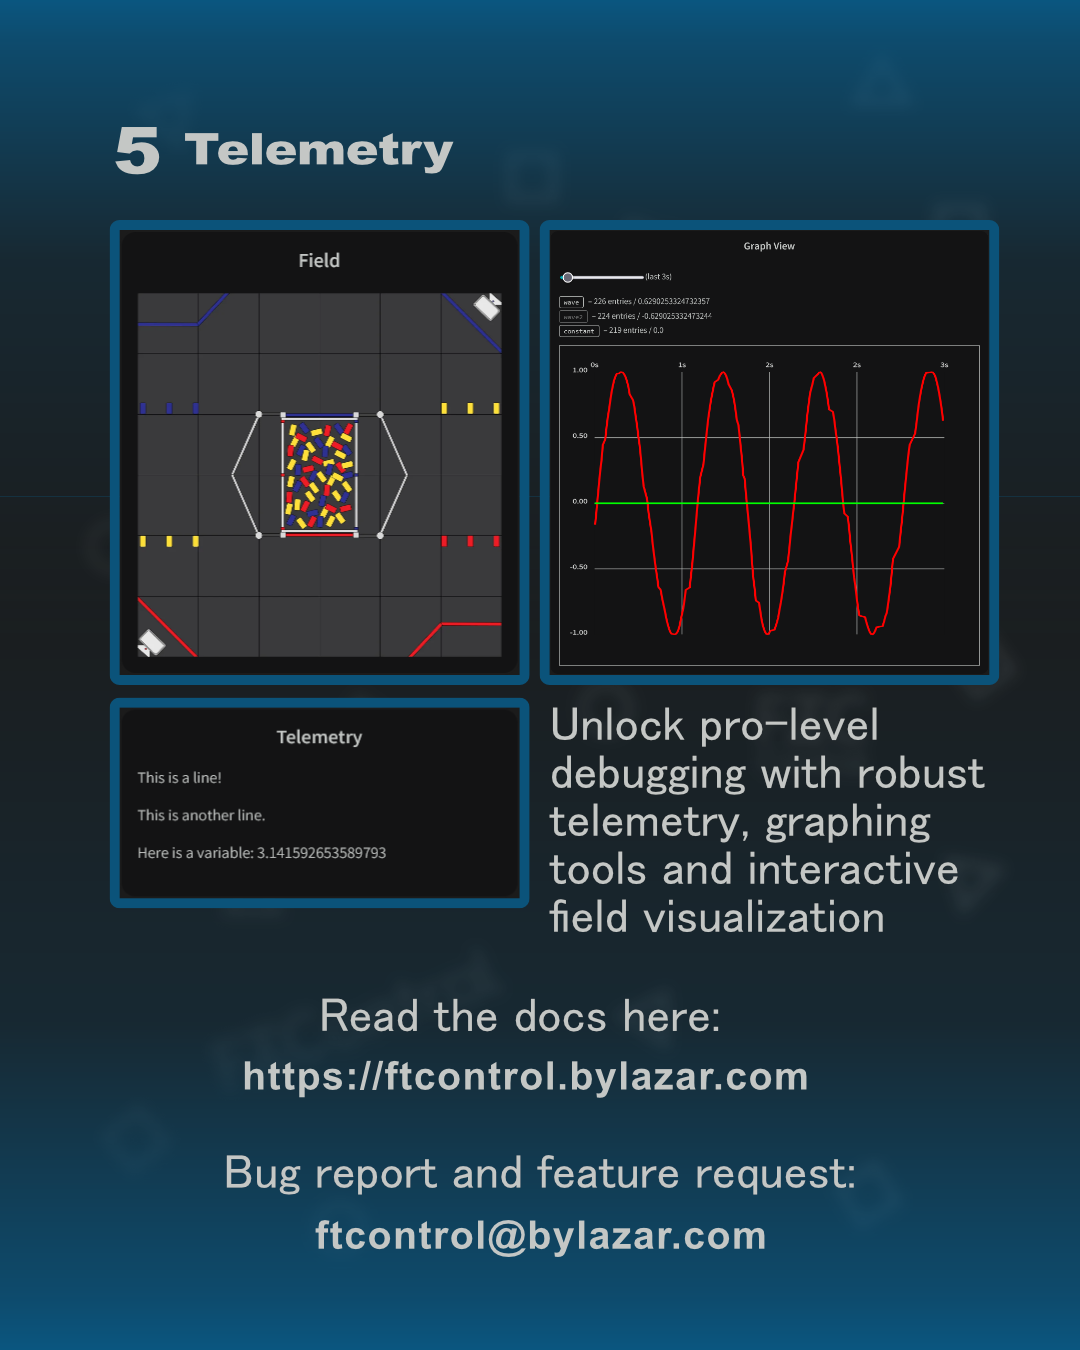 5 Telemetry
Field
Graph View
(last 3s)
wave – 226 entries / 0.6290253324732357
wave2 – 224 entries / -0.629025332473244
constant – 219 entries / 0.0
0s 1s 2s 2s 3s
1.00
0.50
0.00
-0.50
-1.00
Telemetry
This is a line!
This is another line.
Here is a variable: 3.141592653589793
Unlock pro-level
debugging with robust
telemetry, graphing
tools and interactive
field visualization
Read the docs here:
https://ftcontrol.bylazar.com
Bug report and feature request:
ftcontrol@bylazar.com